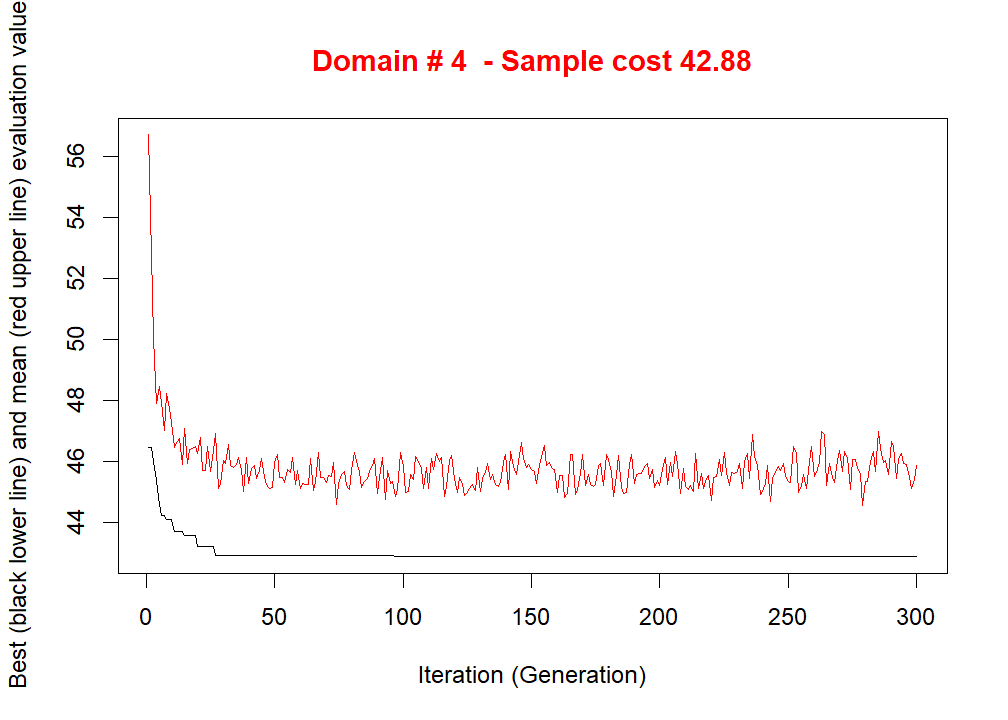 Domain # 4  - Sample cost 42.88
Best (black lower line) and mean (red upper line) evaluation value
56
54
52
50
48
46
44
0 50 100 150 200 250 300
Iteration (Generation)